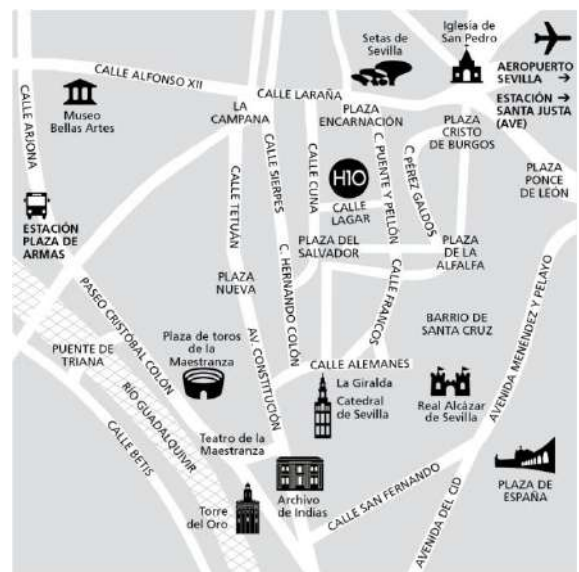 Setas de
Sevilla
Iglesia de
San Pedro
AEROPUERTO
SEVILLA →
ESTACIÓN →
SANTA JUSTA
(AVE)
CALLE ALFONSO XII
CALLE LARAÑA
CALLE ARJONA
Museo
Bellas Artes
LA
CAMPANA
PLAZA
ENCARNACIÓN
PLAZA
CRISTO
DE BURGOS
PLAZA
PONCE
DE LEÓN
CALLE TETUÁN
CALLE SIERPES
CALLE CUNA
H10
CALLE
LAGAR
C. PUENTE Y PELLÓN
C. PÉREZ GALDOS
ESTACIÓN
PLAZA DE
ARMAS
PLAZA DEL
SALVADOR
PLAZA
DE LA
ALFALFA
PLAZA
NUEVA
C. HERNANDO COLÓN
CALLE FRANCOS
PASEO CRISTÓBAL COLÓN
AVENIDA MENÉNDEZ Y PELAYO
BARRIO DE
SANTA CRUZ
PUENTE DE
TRIANA
Plaza de toros
de la
Maestranza
AV. CONSTITUCIÓN
CALLE ALEMANES
La Giralda
Catedral
de Sevilla
Real Alcázar
de Sevilla
RÍO GUADALQUIVIR
CALLE BETIS
Teatro de la
Maestranza
Archivo
de Indias
Torre
del Oro
CALLE SAN FERNANDO
AVENIDA DEL CID
PLAZA DE
ESPAÑA